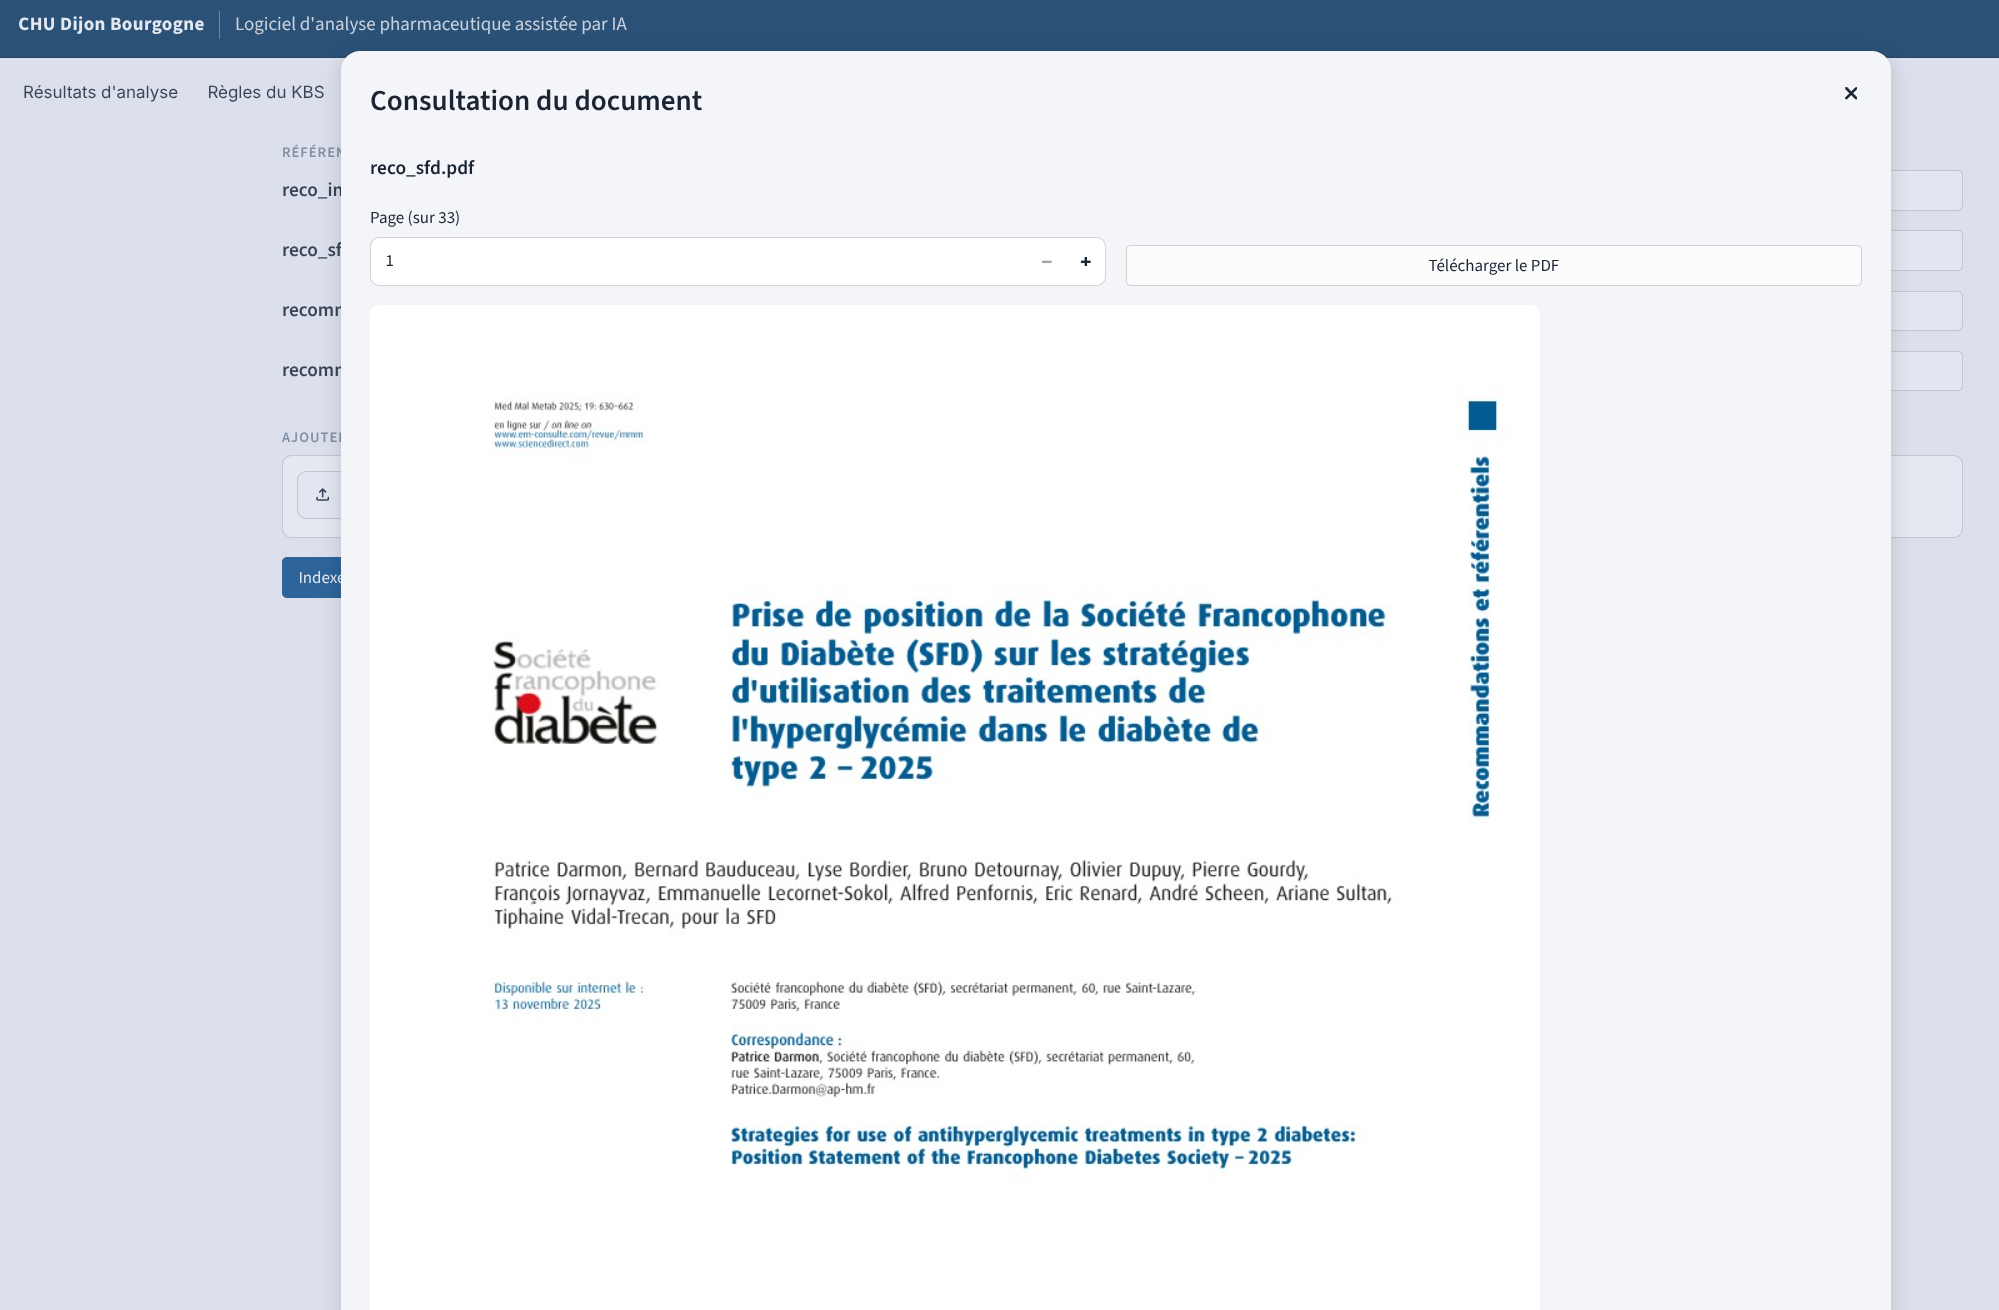 CHU Dijon Bourgogne
Logiciel d'analyse pharmaceutique assistée par IA
Résultats d'analyse
Règles du KBS
Consultation du document
reco_sfd.pdf
Page (sur 33)
1
Télécharger le PDF
Med Mal Metab 2025; 19: 630–662
en ligne sur / on line on
www.em-consulte.com/revue/mmm
www.sciencedirect.com
Recommandations et référentiels
Société
francophone
du
diabète
Prise de position de la Société Francophone
du Diabète (SFD) sur les stratégies
d'utilisation des traitements de
l'hyperglycémie dans le diabète de
type 2 – 2025
Patrice Darmon, Bernard Bauduceau, Lyse Bordier, Bruno Detournay, Olivier Dupuy, Pierre Gourdy,
François Jornayvaz, Emmanuelle Lecornet-Sokol, Alfred Penfornis, Eric Renard, André Scheen, Ariane Sultan,
Tiphaine Vidal-Trecan, pour la SFD
Disponible sur internet le :
13 novembre 2025
Société francophone du diabète (SFD), secrétariat permanent, 60, rue Saint-Lazare,
75009 Paris, France
Correspondance :
Patrice Darmon, Société francophone du diabète (SFD), secrétariat permanent, 60,
rue Saint-Lazare, 75009 Paris, France.
Patrice.Darmon@ap-hm.fr
Strategies for use of antihyperglycemic treatments in type 2 diabetes:
Position Statement of the Francophone Diabetes Society – 2025